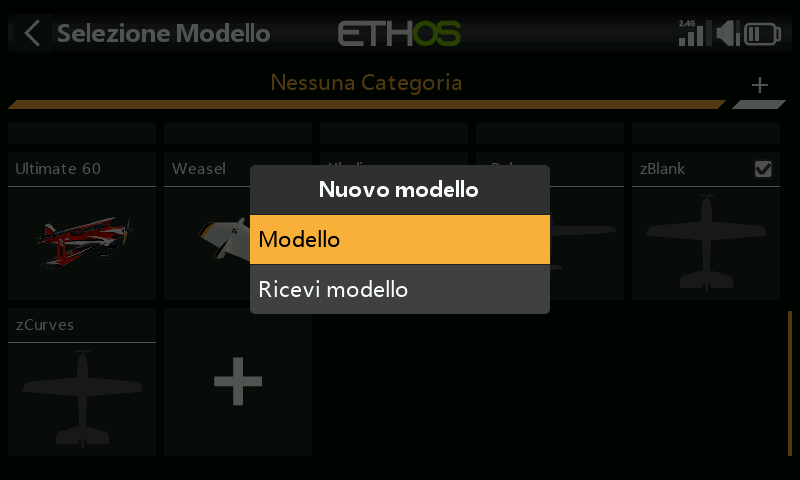 Selezione Modello
ETHOS
2.4G
Nessuna Categoria
Ultimate 60
Weasel
zBlank
Nuovo modello
Modello
Ricevi modello
zCurves